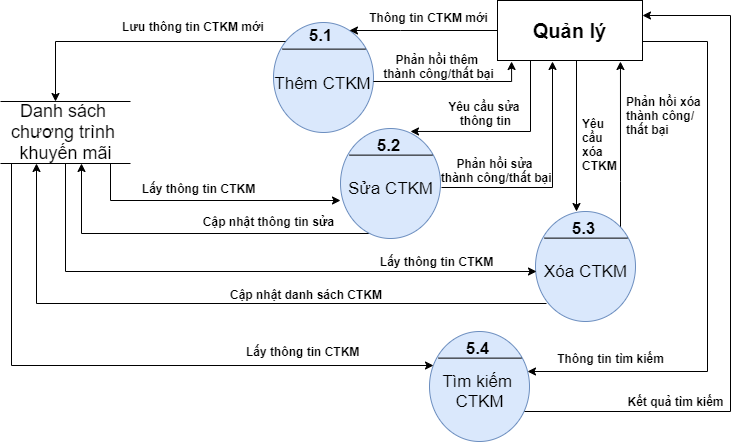 Lưu thông tin CTKM mới
5.1
Thêm CTKM
Thông tin CTKM mới
Quản lý
Phản hồi thêm
thành công/thất bại
Yêu cầu sửa
thông tin
Phản hồi xóa
thành công/
thất bại
Yêu
cầu
xóa
CTKM
Danh sách
chương trình
khuyến mãi
5.2
Sửa CTKM
Phản hồi sửa
thành công/thất bại
Lấy thông tin CTKM
Cập nhật thông tin sửa
5.3
Xóa CTKM
Lấy thông tin CTKM
Cập nhật danh sách CTKM
5.4
Tìm kiếm
CTKM
Lấy thông tin CTKM
Thông tin tìm kiếm
Kết quả tìm kiếm